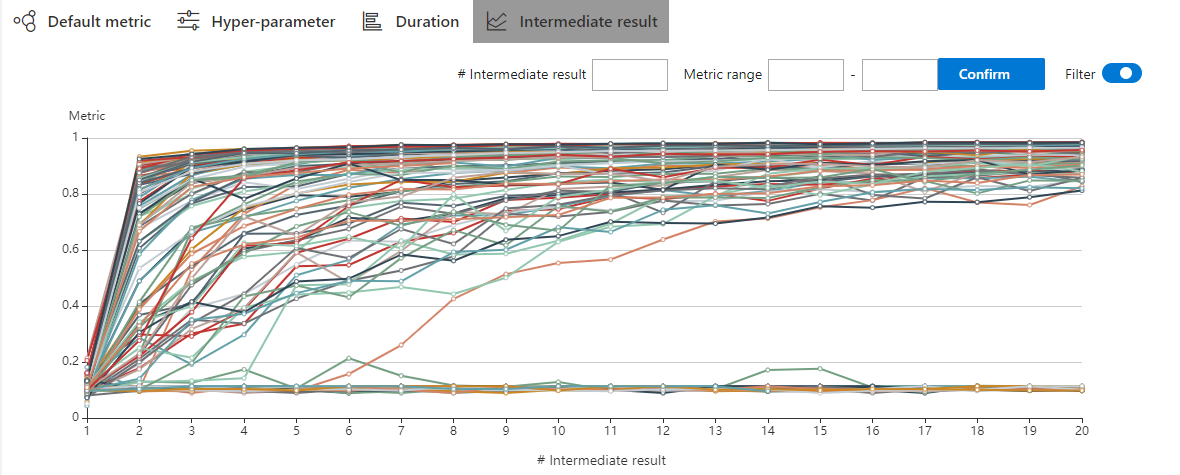 Default metric Hyper-parameter Duration Intermediate result
# Intermediate result Metric range - Confirm Filter
Metric
1
0.8
0.6
0.4
0.2
0
1 2 3 4 5 6 7 8 9 10 11 12 13 14 15 16 17 18 19 20
# Intermediate result